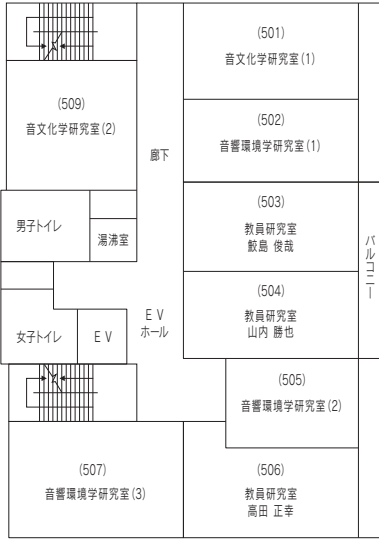 (501)
音文化学研究室(1)
(509)
音文化学研究室(2)
(502)
音響環境学研究室(1)
廊下
(503)
教員研究室
鮫島 俊哉
男子トイレ
湯沸室
バルコニー
(504)
教員研究室
山内 勝也
EV
ホール
女子トイレ
EV
(505)
音響環境学研究室(2)
(507)
音響環境学研究室(3)
(506)
教員研究室
高田 正幸